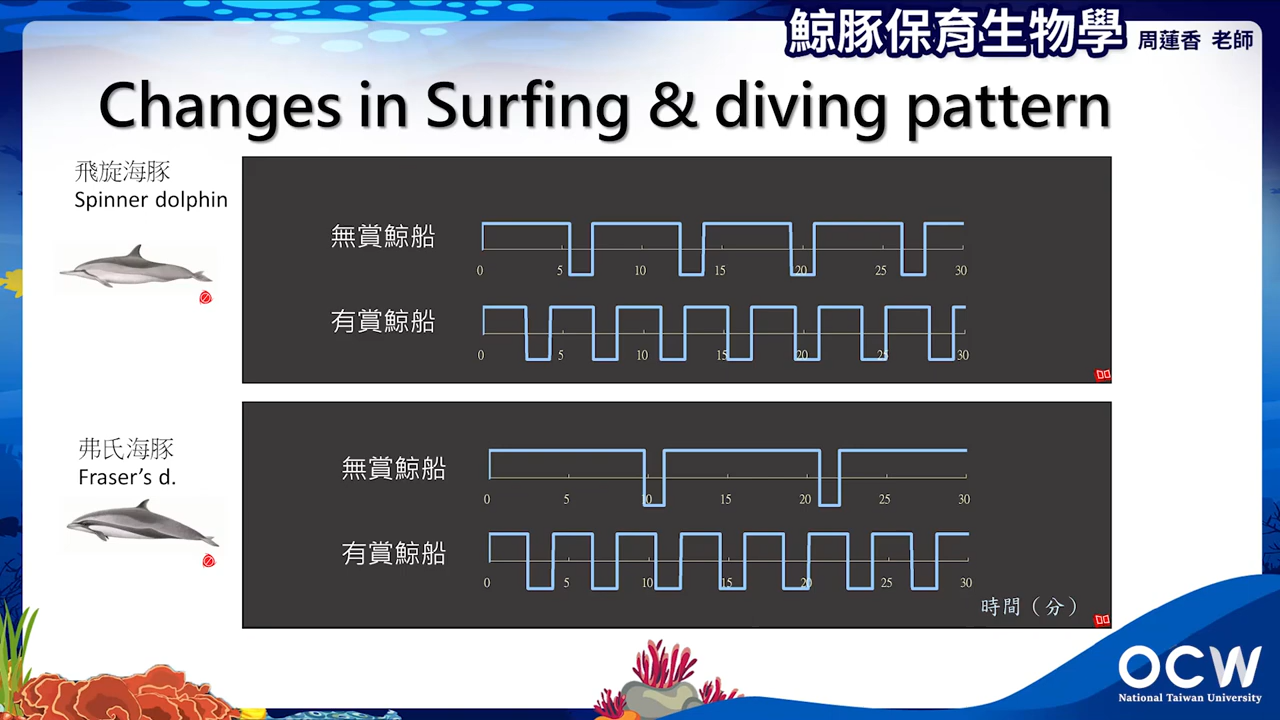 鯨豚保育生物學 周蓮香 老師
Changes in Surfing & diving pattern
飛旋海豚
Spinner dolphin
無賞鯨船
0 5 10 15 20 25 30
有賞鯨船
0 5 10 15 20 25 30
弗氏海豚
Fraser's d.
無賞鯨船
0 5 10 15 20 25 30
有賞鯨船
0 5 10 15 20 25 30
時間（分）
OCW
National Taiwan University